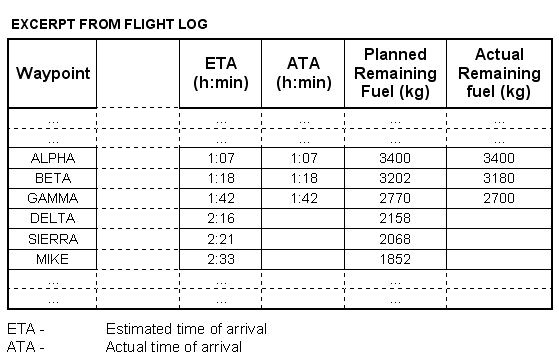 EXCERPT FROM FLIGHT LOG
Waypoint ETA (h:min) ATA (h:min) Planned Remaining Fuel (kg) Actual Remaining fuel (kg)
... ... ... ... ...
... ... ... ... ...
ALPHA 1:07 1:07 3400 3400
BETA 1:18 1:18 3202 3180
GAMMA 1:42 1:42 2770 2700
DELTA 2:16 2158
SIERRA 2:21 2068
MIKE 2:33 1852
... ... ... ... ...
... ... ... ... ...
ETA - Estimated time of arrival
ATA - Actual time of arrival